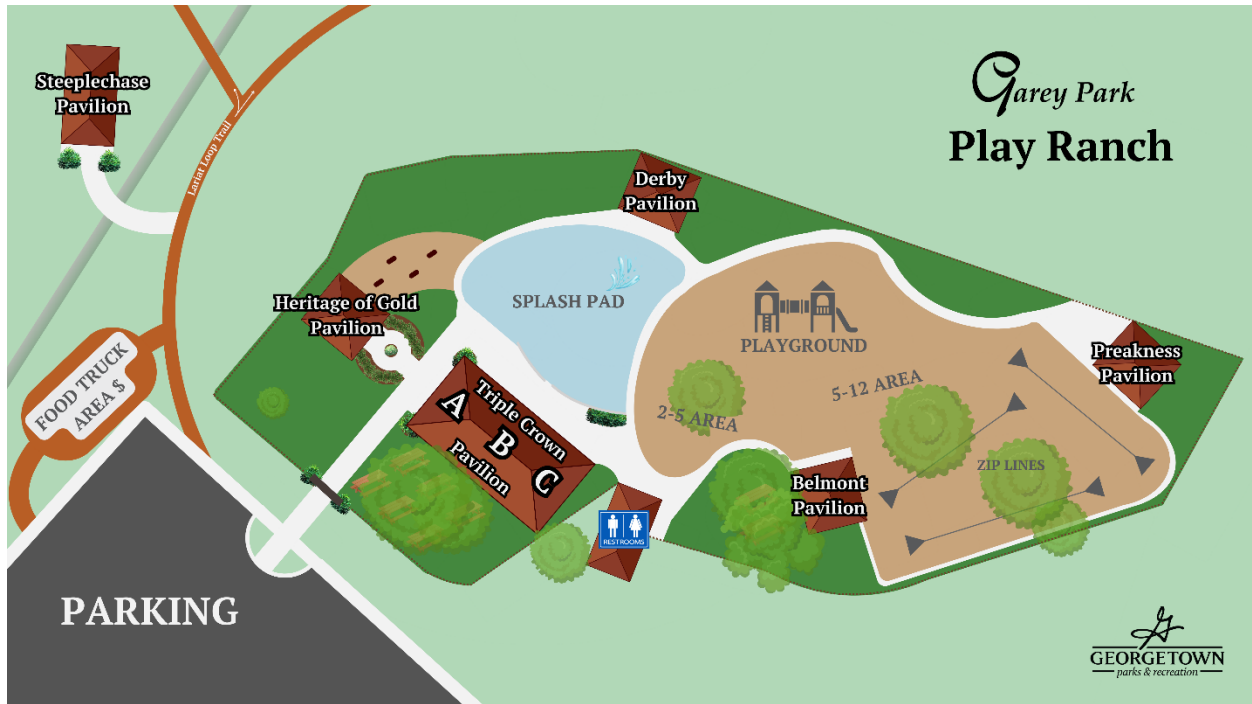 Garey Park
Play Ranch
Steeplechase
Pavilion
Lariat Loop Trail
Derby
Pavilion
Heritage of Gold
Pavilion
SPLASH PAD
PLAYGROUND
Preakness
Pavilion
FOOD TRUCK
AREA $
5-12 AREA
2-5 AREA
Triple Crown
Pavilion
A
B
C
ZIP LINES
Belmont
Pavilion
RESTROOMS
PARKING
G
GEORGETOWN
parks & recreation